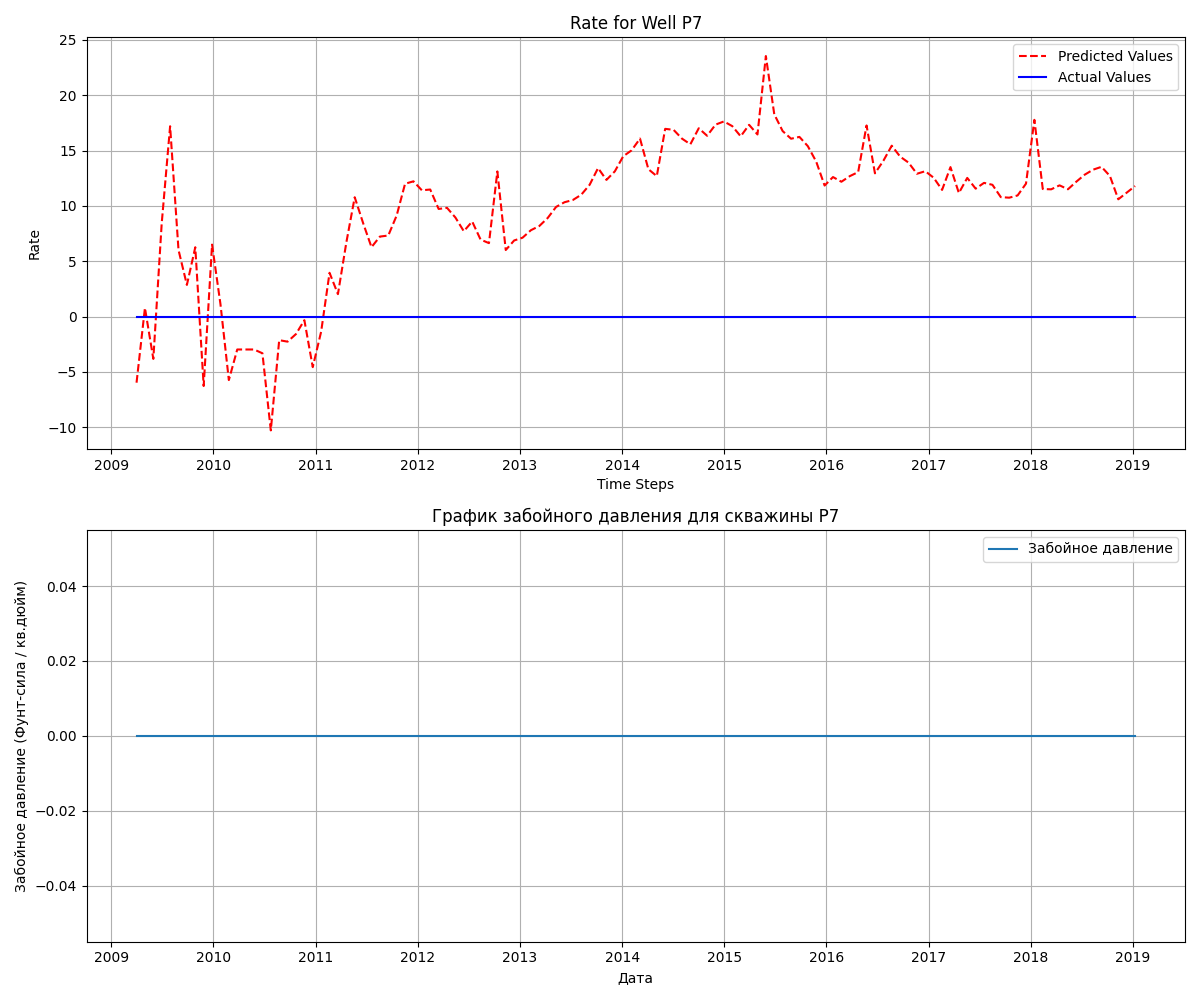 Rate for Well P7
25
20
15
10
5
0
−5
−10
Rate
Predicted Values
Actual Values
2009 2010 2011 2012 2013 2014 2015 2016 2017 2018 2019
Time Steps
График забойного давления для скважины P7
0.04
0.02
0.00
−0.02
−0.04
Забойное давление (Фунт-сила / кв.дюйм)
Забойное давление
2009 2010 2011 2012 2013 2014 2015 2016 2017 2018 2019
Дата